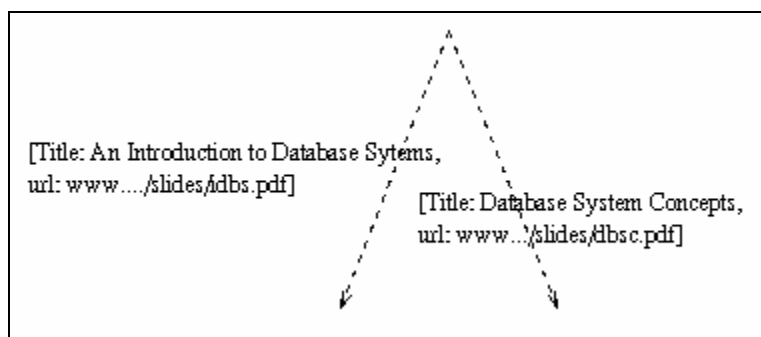 [Title: An Introduction to Database Sytems,
url: www..../slides/idbs.pdf]
[Title: Database System Concepts,
url: www.../slides/dbsc.pdf]